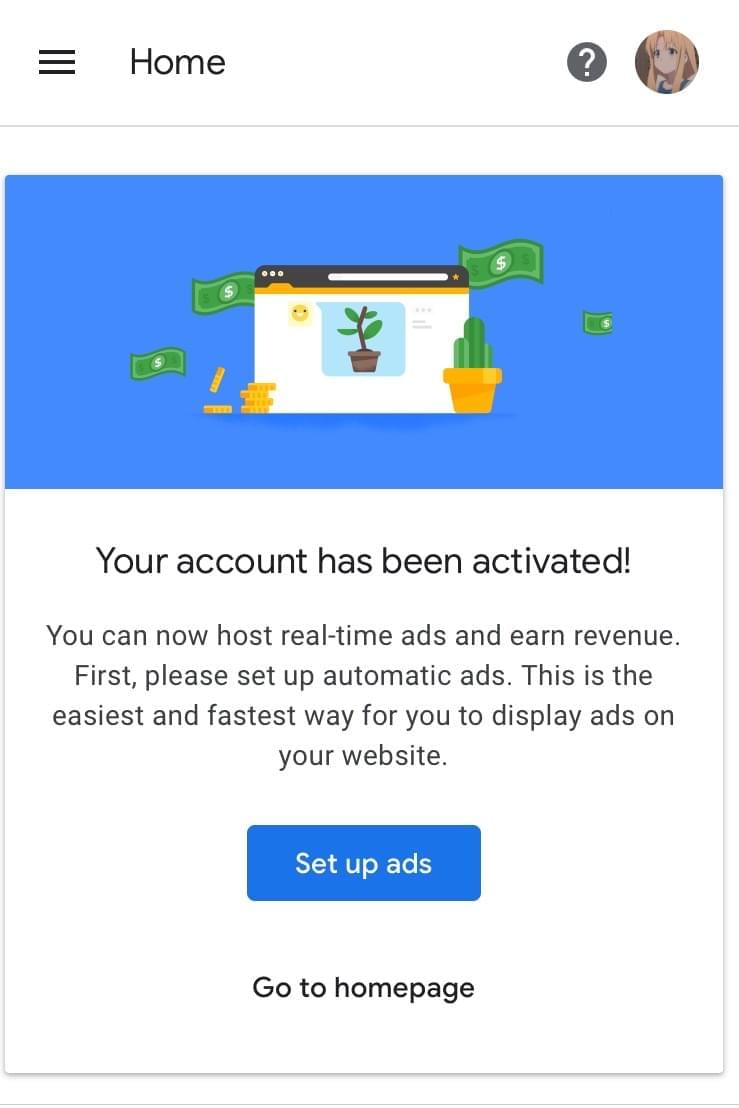 Home
Your account has been activated!
You can now host real-time ads and earn revenue.
First, please set up automatic ads. This is the
easiest and fastest way for you to display ads on
your website.
Set up ads
Go to homepage